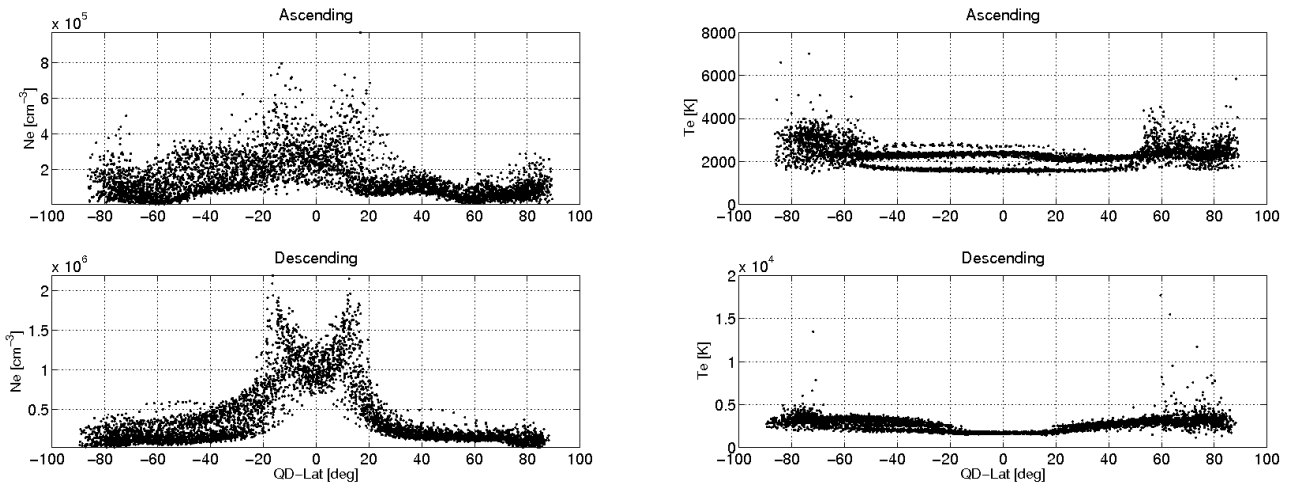 Ascending
x 10^5
Ne [cm^-3]
8
6
4
2
−100 −80 −60 −40 −20 0 20 40 60 80 100
Ascending
Te [K]
8000
6000
4000
2000
0
−100 −80 −60 −40 −20 0 20 40 60 80 100
Descending
x 10^6
Ne [cm^-3]
2
1.5
1
0.5
−100 −80 −60 −40 −20 0 20 40 60 80 100
QD−Lat [deg]
Descending
x 10^4
Te [K]
2
1.5
1
0.5
0
−100 −80 −60 −40 −20 0 20 40 60 80 100
QD−Lat [deg]